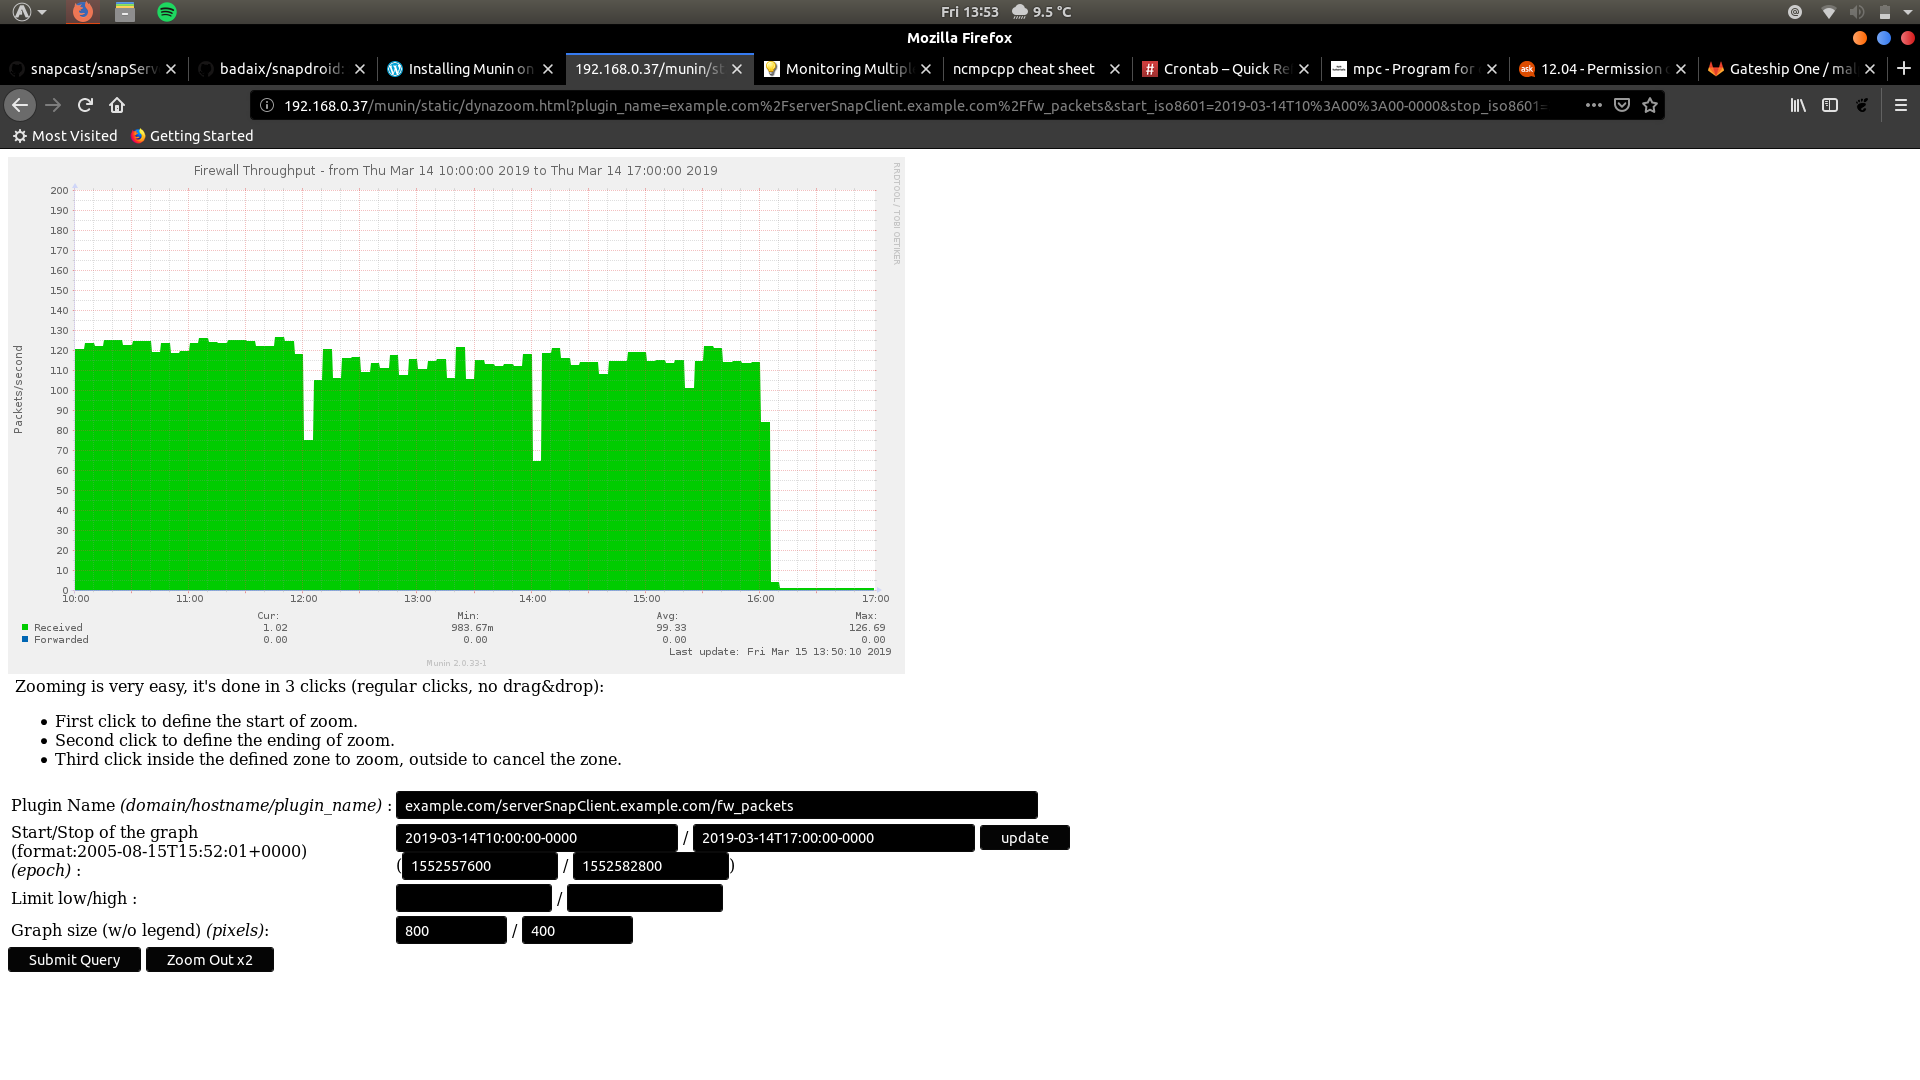 Fri 13:53 9.5 °C
Mozilla Firefox
snapcast/snapServ
badaix/snapdroid:
Installing Munin on
192.168.0.37/munin/st
Monitoring Multipl
ncmpcpp cheat sheet
Crontab – Quick Re
mpc - Program for
12.04 - Permission
Gateship One / mal
192.168.0.37/munin/static/dynazoom.html?plugin_name=example.com%2FserverSnapClient.example.com%2Ffw_packets&start_iso8601=2019-03-14T10%3A00%3A00-0000&stop_iso8601=
Most Visited Getting Started
Firewall Throughput - from Thu Mar 14 10:00:00 2019 to Thu Mar 14 17:00:00 2019
RRDTOOL / TOBI OETIKER
Packets/second
200
190
180
170
160
150
140
130
120
110
100
90
80
70
60
50
40
30
20
10
0
10:00 11:00 12:00 13:00 14:00 15:00 16:00 17:00
Cur: Min: Avg: Max:
Received 1.02 983.67m 99.33 126.69
Forwarded 0.00 0.00 0.00 0.00
Last update: Fri Mar 15 13:50:10 2019
Munin 2.0.33-1
Zooming is very easy, it's done in 3 clicks (regular clicks, no drag&drop):
• First click to define the start of zoom.
• Second click to define the ending of zoom.
• Third click inside the defined zone to zoom, outside to cancel the zone.
Plugin Name (domain/hostname/plugin_name) : example.com/serverSnapClient.example.com/fw_packets
Start/Stop of the graph
(format:2005-08-15T15:52:01+0000)
(epoch) :
2019-03-14T10:00:00-0000 / 2019-03-14T17:00:00-0000 update
(1552557600 / 1552582800)
Limit low/high : /
Graph size (w/o legend) (pixels): 800 / 400
Submit Query Zoom Out x2